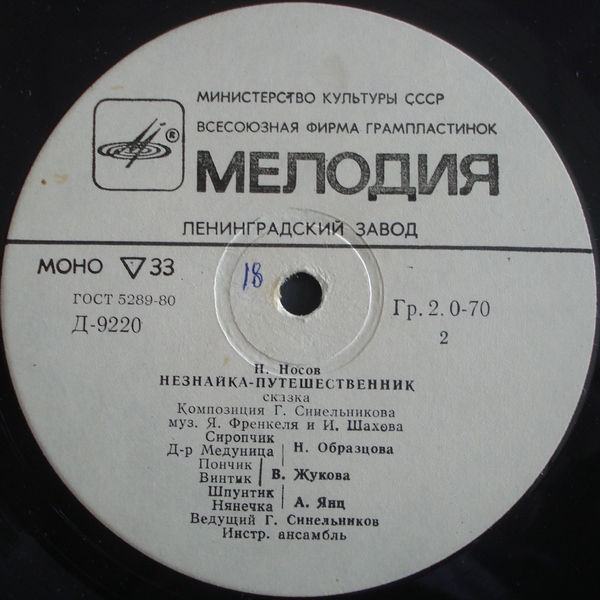 МИНИСТЕРСТВО КУЛЬТУРЫ СССР
ВСЕСОЮЗНАЯ ФИРМА ГРАМПЛАСТИНОК
®
МЕЛОДИЯ
ЛЕНИНГРАДСКИЙ ЗАВОД
МОНО ▽ 33
18
ГОСТ 5289-80
Д-9220
Гр. 2. 0-70
2
Н. Носов
НЕЗНАЙКА-ПУТЕШЕСТВЕННИК
сказка
Композиция Г. Синельникова
муз. Я. Френкеля и И. Шахова
Сиропчик
Д-р Медуница
Н. Образцова
Пончик
Винтик
В. Жукова
Шпунтик
Нянечка
А. Янц
Ведущий Г. Синельников
Инстр. ансамбль